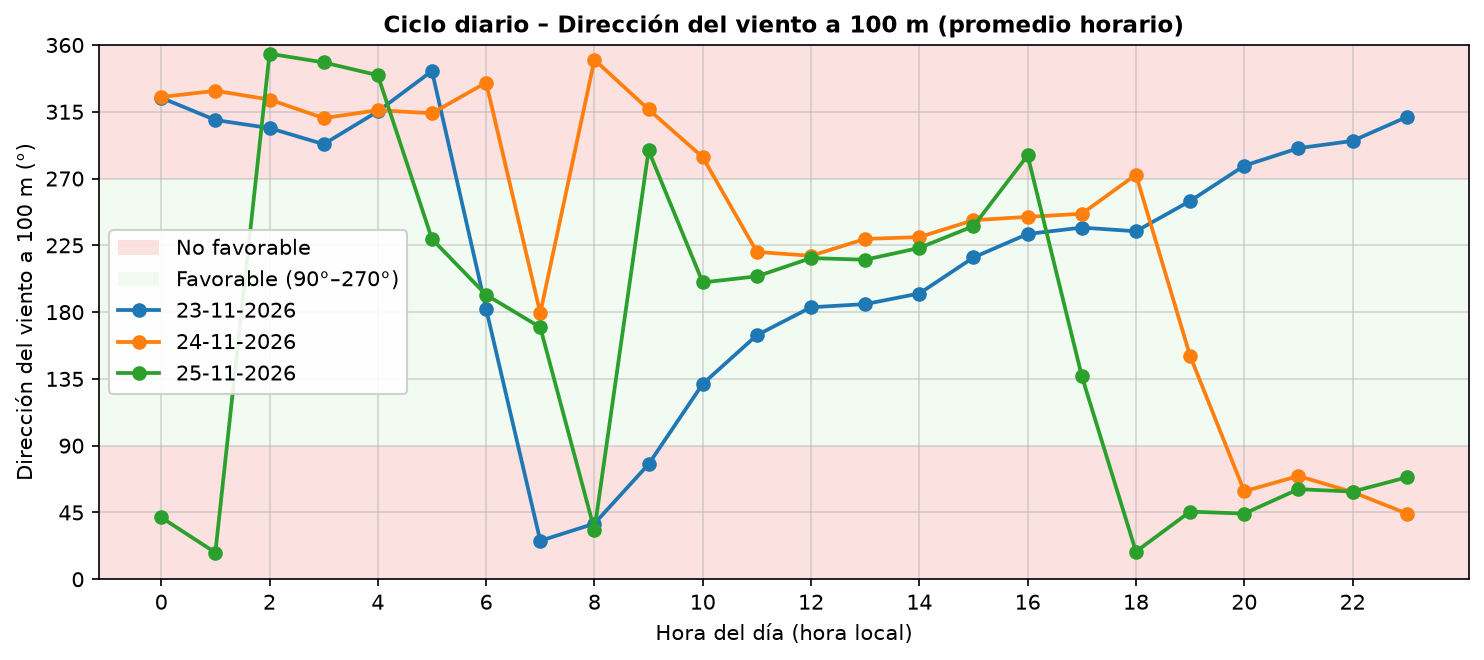 Ciclo diario – Dirección del viento a 100 m (promedio horario)
Dirección del viento a 100 m (°)
360
315
270
225
180
135
90
45
0
No favorable
Favorable (90°–270°)
23-11-2026
24-11-2026
25-11-2026
0 2 4 6 8 10 12 14 16 18 20 22
Hora del día (hora local)